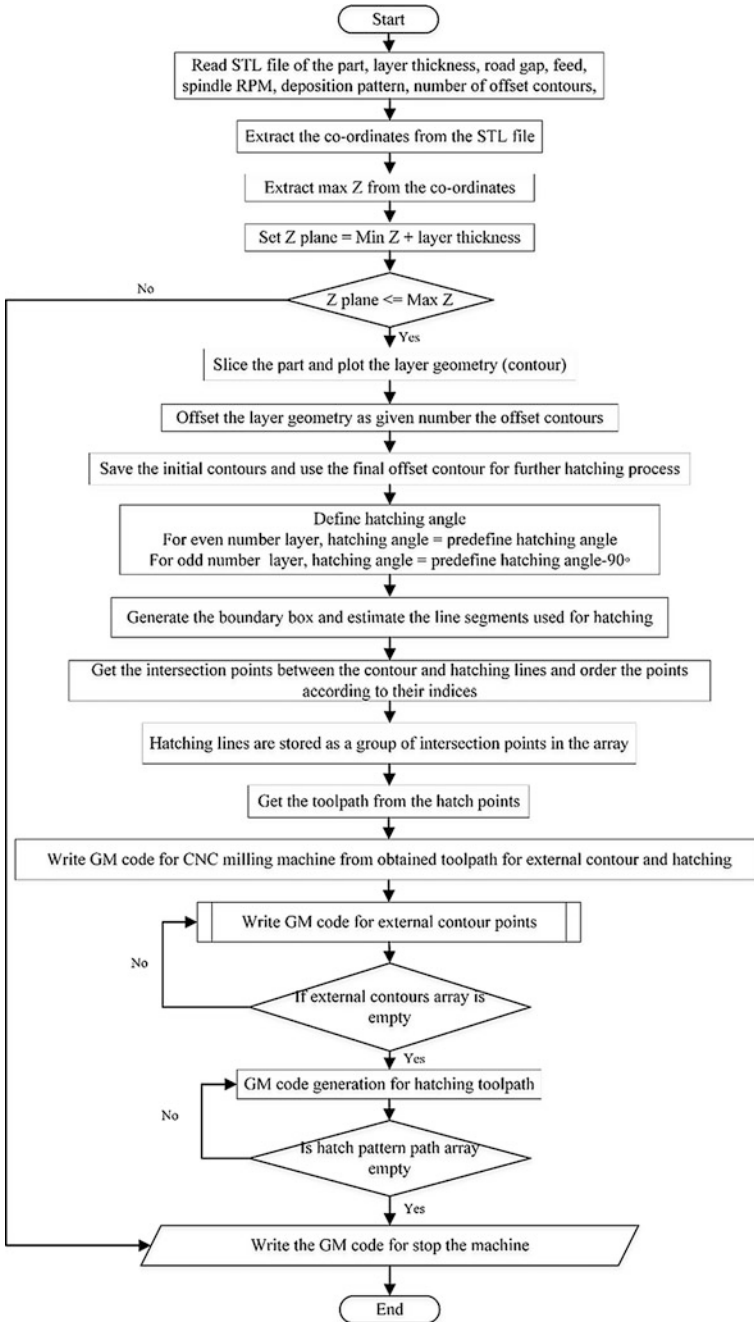 Start
Read STL file of the part, layer thickness, road gap, feed,
spindle RPM, deposition pattern, number of offset contours,
Extract the co-ordinates from the STL file
Extract max Z from the co-ordinates
Set Z plane = Min Z + layer thickness
No
Z plane <= Max Z
Yes
Slice the part and plot the layer geometry (contour)
Offset the layer geometry as given number the offset contours
Save the initial contours and use the final offset contour for further hatching process
Define hatching angle
For even number layer, hatching angle = predefine hatching angle
For odd number layer, hatching angle = predefine hatching angle-90°
Generate the boundary box and estimate the line segments used for hatching
Get the intersection points between the contour and hatching lines and order the points
according to their indices
Hatching lines are stored as a group of intersection points in the array
Get the toolpath from the hatch points
Write GM code for CNC milling machine from obtained toolpath for external contour and hatching
Write GM code for external contour points
No
If external contours array is
empty
Yes
GM code generation for hatching toolpath
No
Is hatch pattern path array
empty
Yes
Write the GM code for stop the machine
End